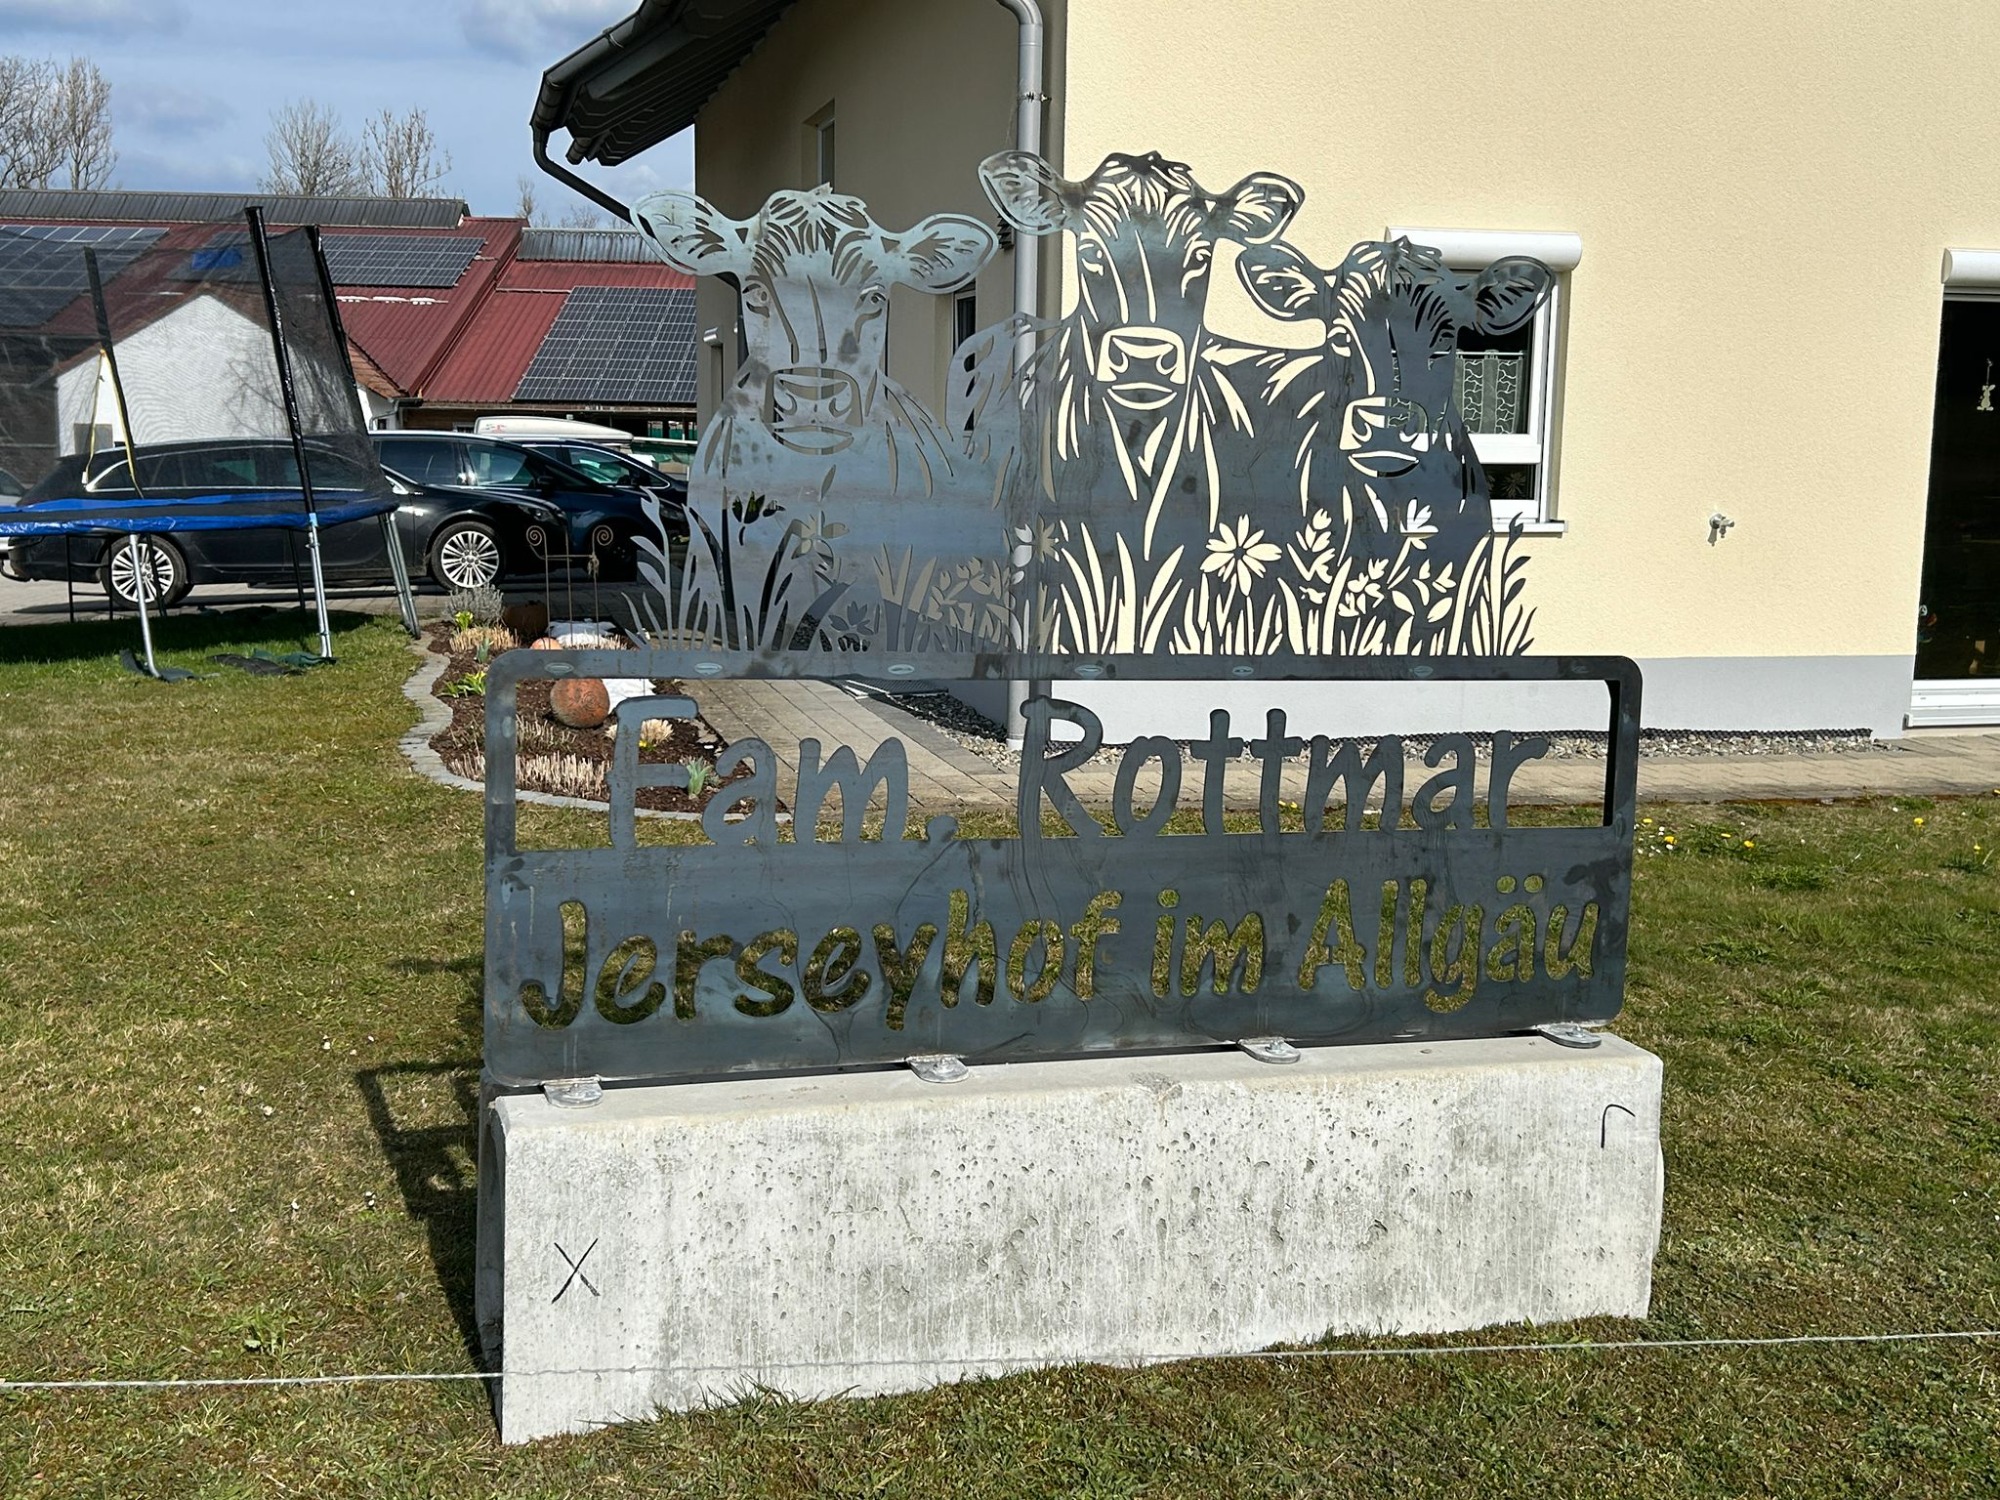 Fam. Rottmar
Jerseyhof im Allgäu
X